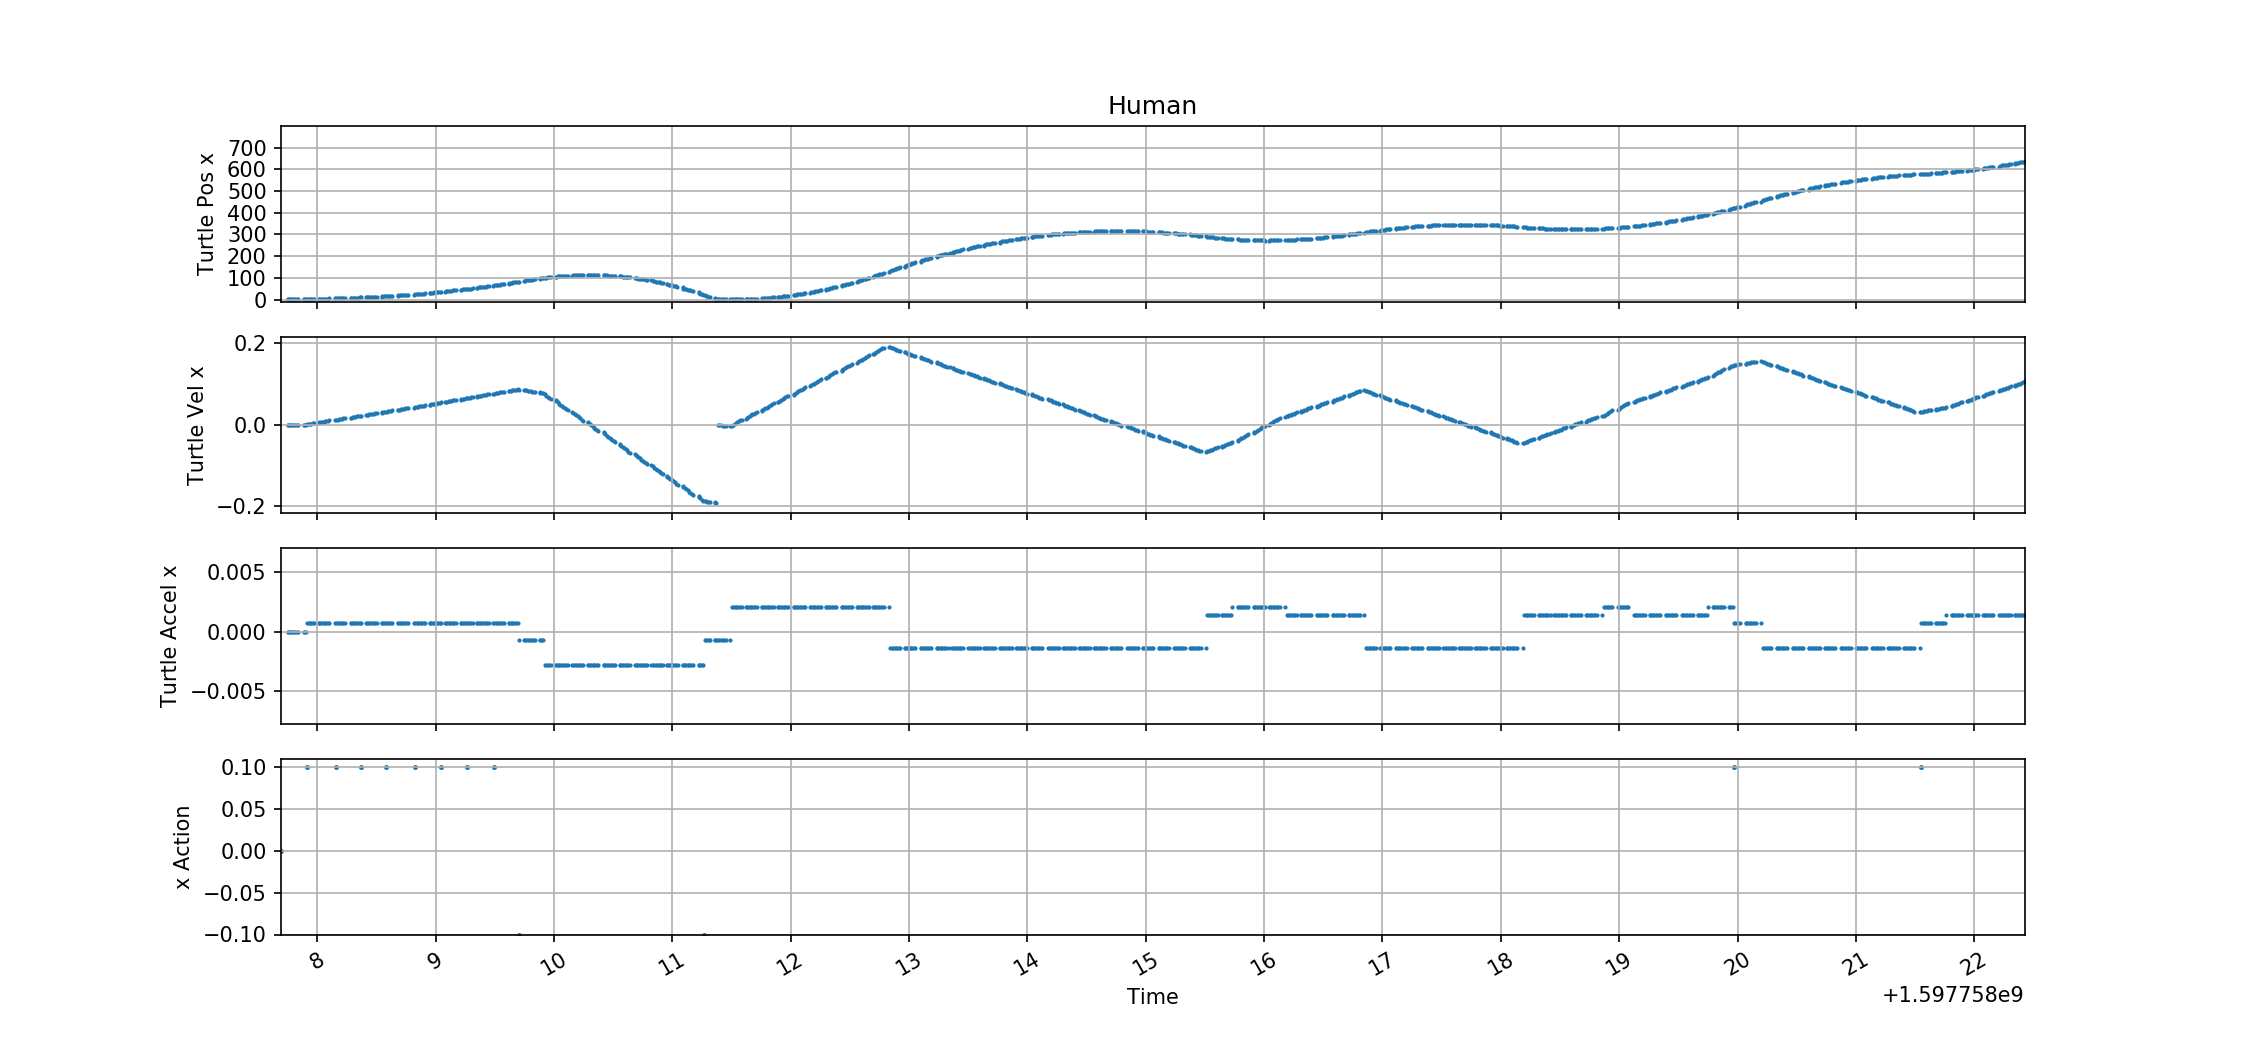 Human
Turtle Pos x
700
600
500
400
300
200
100
0
Turtle Vel x
0.2
0.0
−0.2
Turtle Accel x
0.005
0.000
−0.005
x Action
0.10
0.05
0.00
−0.05
−0.10
8 9 10 11 12 13 14 15 16 17 18 19 20 21 22
Time
+1.597758e9